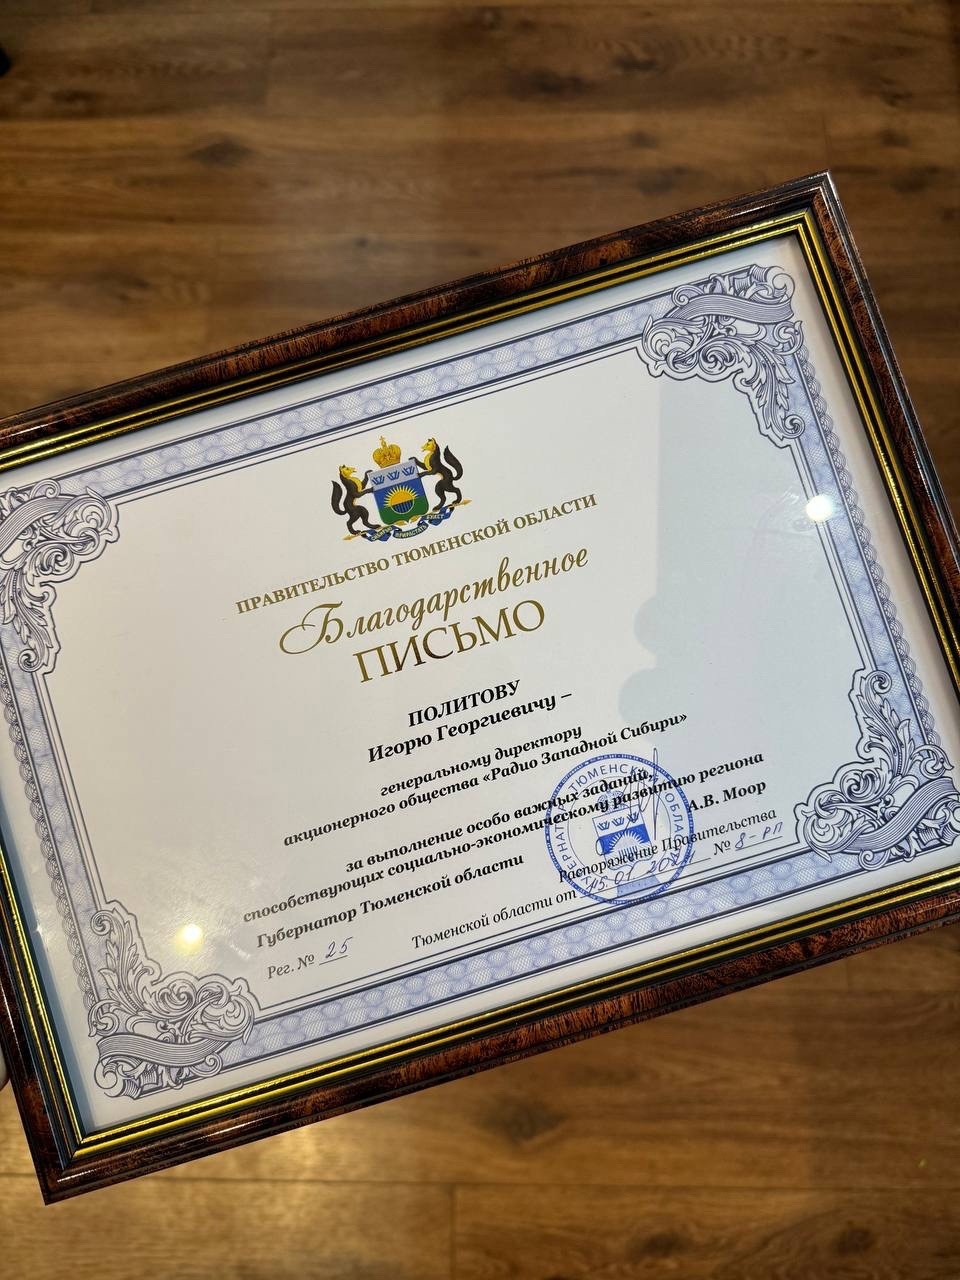 ПРАВИТЕЛЬСТВО ТЮМЕНСКОЙ ОБЛАСТИ
Благодарственное
ПИСЬМО
ПОЛИТОВУ
Игорю Георгиевичу –
генеральному директору
акционерного общества «Радио Западной Сибири»
за выполнение особо важных заданий,
способствующих социально-экономическому развитию региона
Губернатор Тюменской области А.В. Моор
Распоряжение Правительства
Рег. № 25 Тюменской области от 15.01 № 8-рп